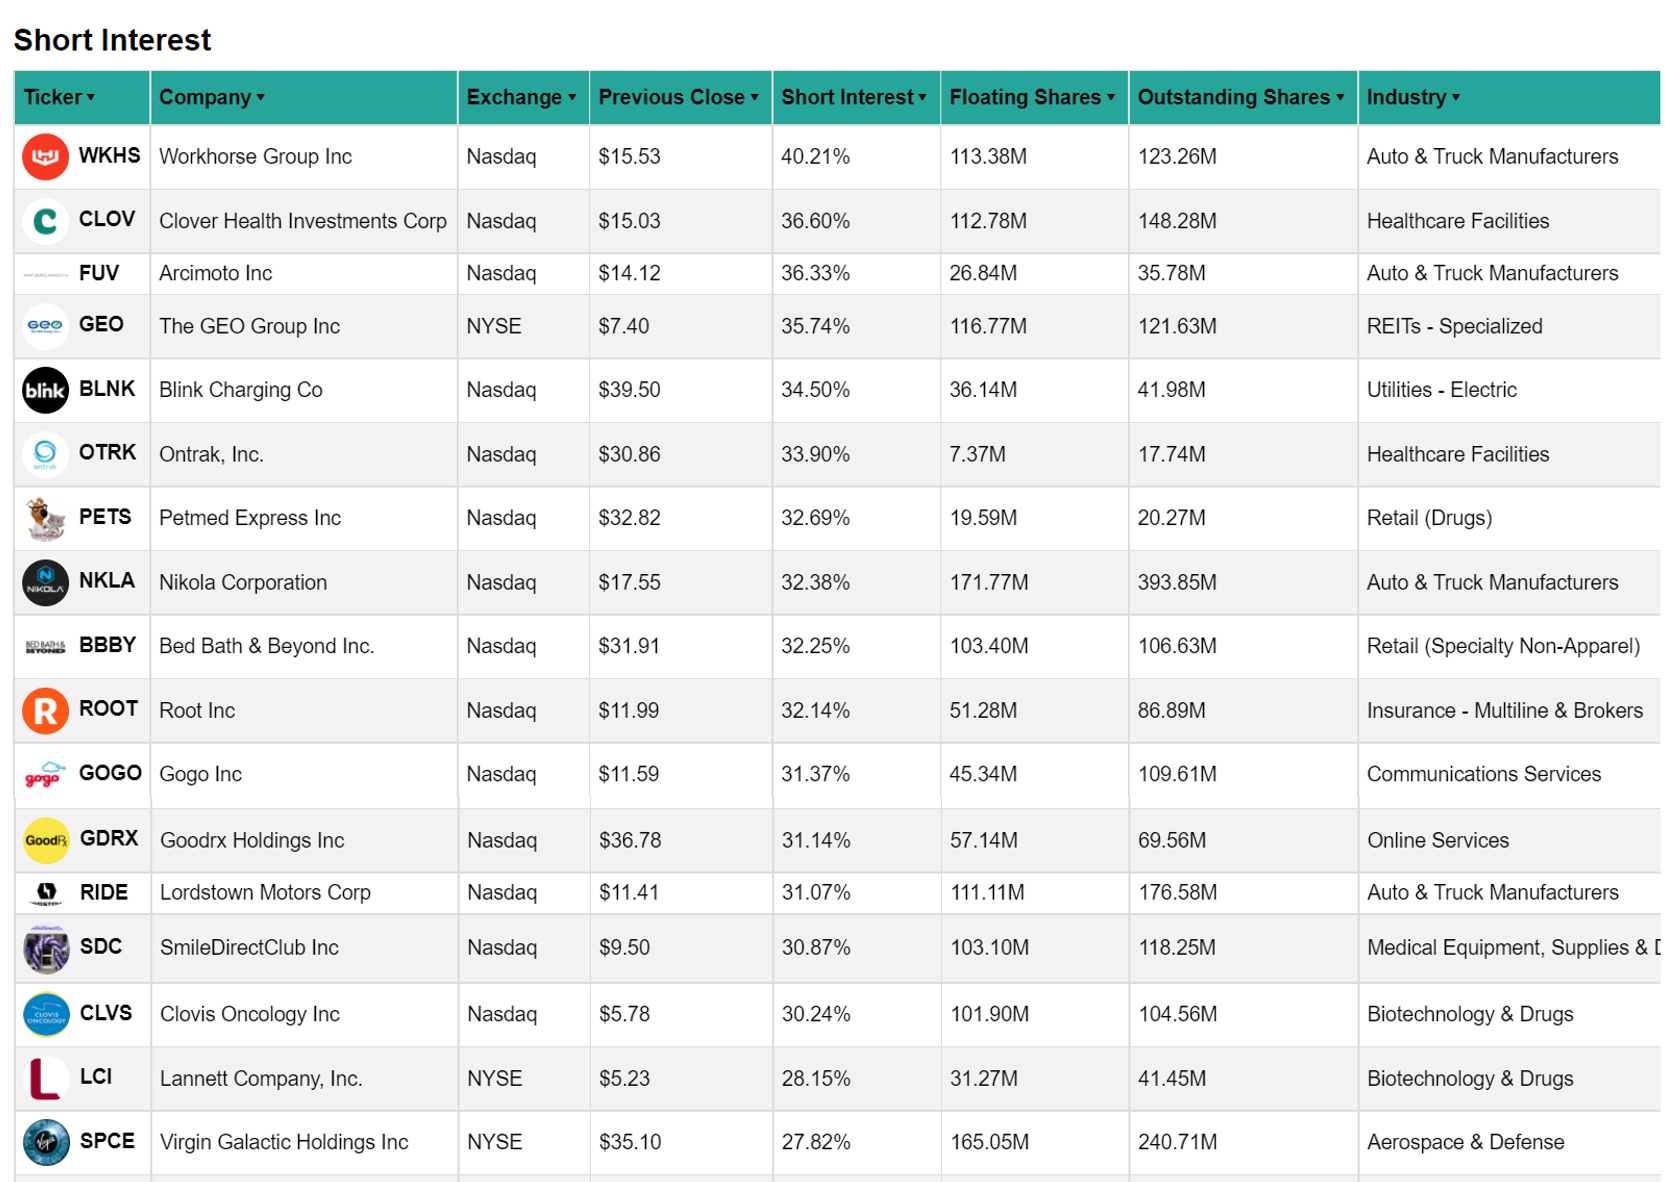 Short Interest
Ticker ▾ Company ▾ Exchange ▾ Previous Close ▾ Short Interest ▾ Floating Shares ▾ Outstanding Shares ▾ Industry ▾
WKHS Workhorse Group Inc Nasdaq $15.53 40.21% 113.38M 123.26M Auto & Truck Manufacturers
C CLOV Clover Health Investments Corp Nasdaq $15.03 36.60% 112.78M 148.28M Healthcare Facilities
FUV Arcimoto Inc Nasdaq $14.12 36.33% 26.84M 35.78M Auto & Truck Manufacturers
GEO GEO The GEO Group Inc NYSE $7.40 35.74% 116.77M 121.63M REITs - Specialized
blink BLNK Blink Charging Co Nasdaq $39.50 34.50% 36.14M 41.98M Utilities - Electric
ontrak OTRK Ontrak, Inc. Nasdaq $30.86 33.90% 7.37M 17.74M Healthcare Facilities
PETS Petmed Express Inc Nasdaq $32.82 32.69% 19.59M 20.27M Retail (Drugs)
NIKOLA NKLA Nikola Corporation Nasdaq $17.55 32.38% 171.77M 393.85M Auto & Truck Manufacturers
BED BATH & BEYOND BBBY Bed Bath & Beyond Inc. Nasdaq $31.91 32.25% 103.40M 106.63M Retail (Specialty Non-Apparel)
R ROOT Root Inc Nasdaq $11.99 32.14% 51.28M 86.89M Insurance - Multiline & Brokers
gogo GOGO Gogo Inc Nasdaq $11.59 31.37% 45.34M 109.61M Communications Services
GoodRx GDRX Goodrx Holdings Inc Nasdaq $36.78 31.14% 57.14M 69.56M Online Services
RIDE Lordstown Motors Corp Nasdaq $11.41 31.07% 111.11M 176.58M Auto & Truck Manufacturers
SDC SmileDirectClub Inc Nasdaq $9.50 30.87% 103.10M 118.25M Medical Equipment, Supplies & D
CLOVIS ONCOLOGY CLVS Clovis Oncology Inc Nasdaq $5.78 30.24% 101.90M 104.56M Biotechnology & Drugs
L LCI Lannett Company, Inc. NYSE $5.23 28.15% 31.27M 41.45M Biotechnology & Drugs
Virgin SPCE Virgin Galactic Holdings Inc NYSE $35.10 27.82% 165.05M 240.71M Aerospace & Defense